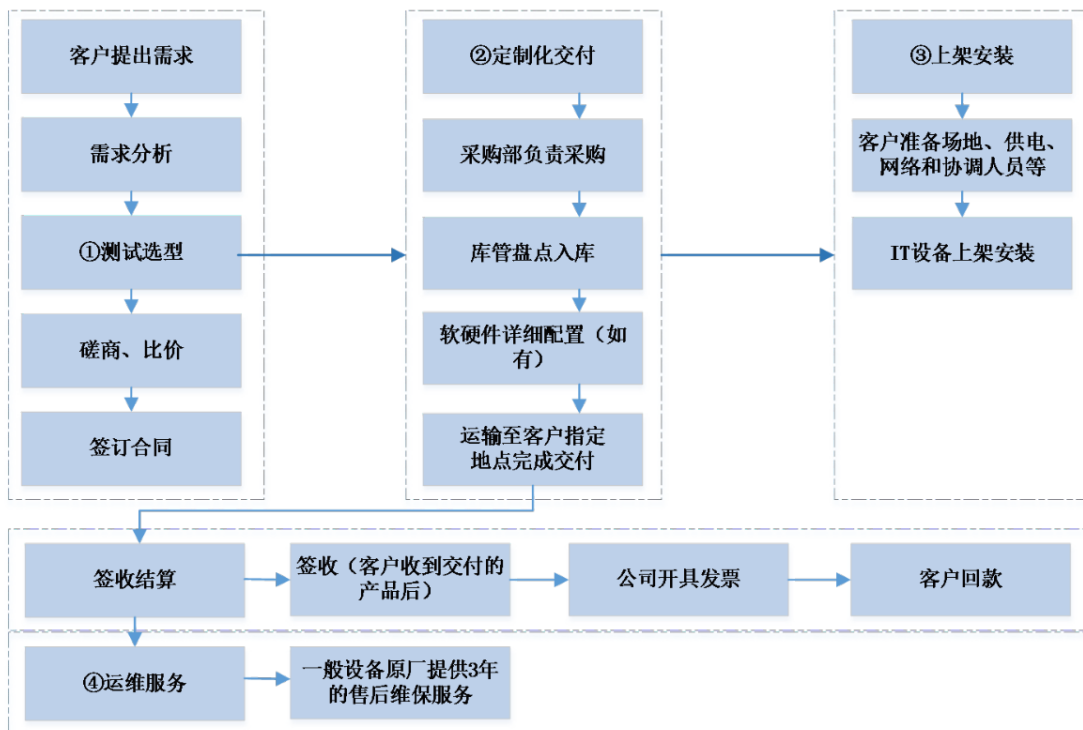 客户提出需求
需求分析
①测试选型
磋商、比价
签订合同
②定制化交付
采购部负责采购
库管盘点入库
软硬件详细配置（如
有）
运输至客户指定
地点完成交付
③上架安装
客户准备场地、供电、
网络和协调人员等
IT设备上架安装
签收结算
签收（客户收到交付的
产品后）
公司开具发票
客户回款
④运维服务
一般设备原厂提供3年
的售后维保服务